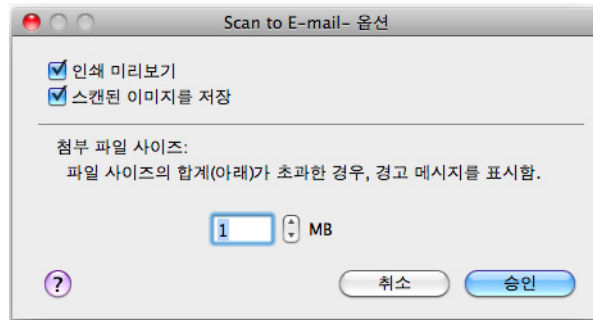 Scan to E-mail- 옵션
인쇄 미리보기
스캔된 이미지를 저장
첨부 파일 사이즈:
파일 사이즈의 합계(아래)가 초과한 경우, 경고 메시지를 표시함.
1 MB
? 취소 승인